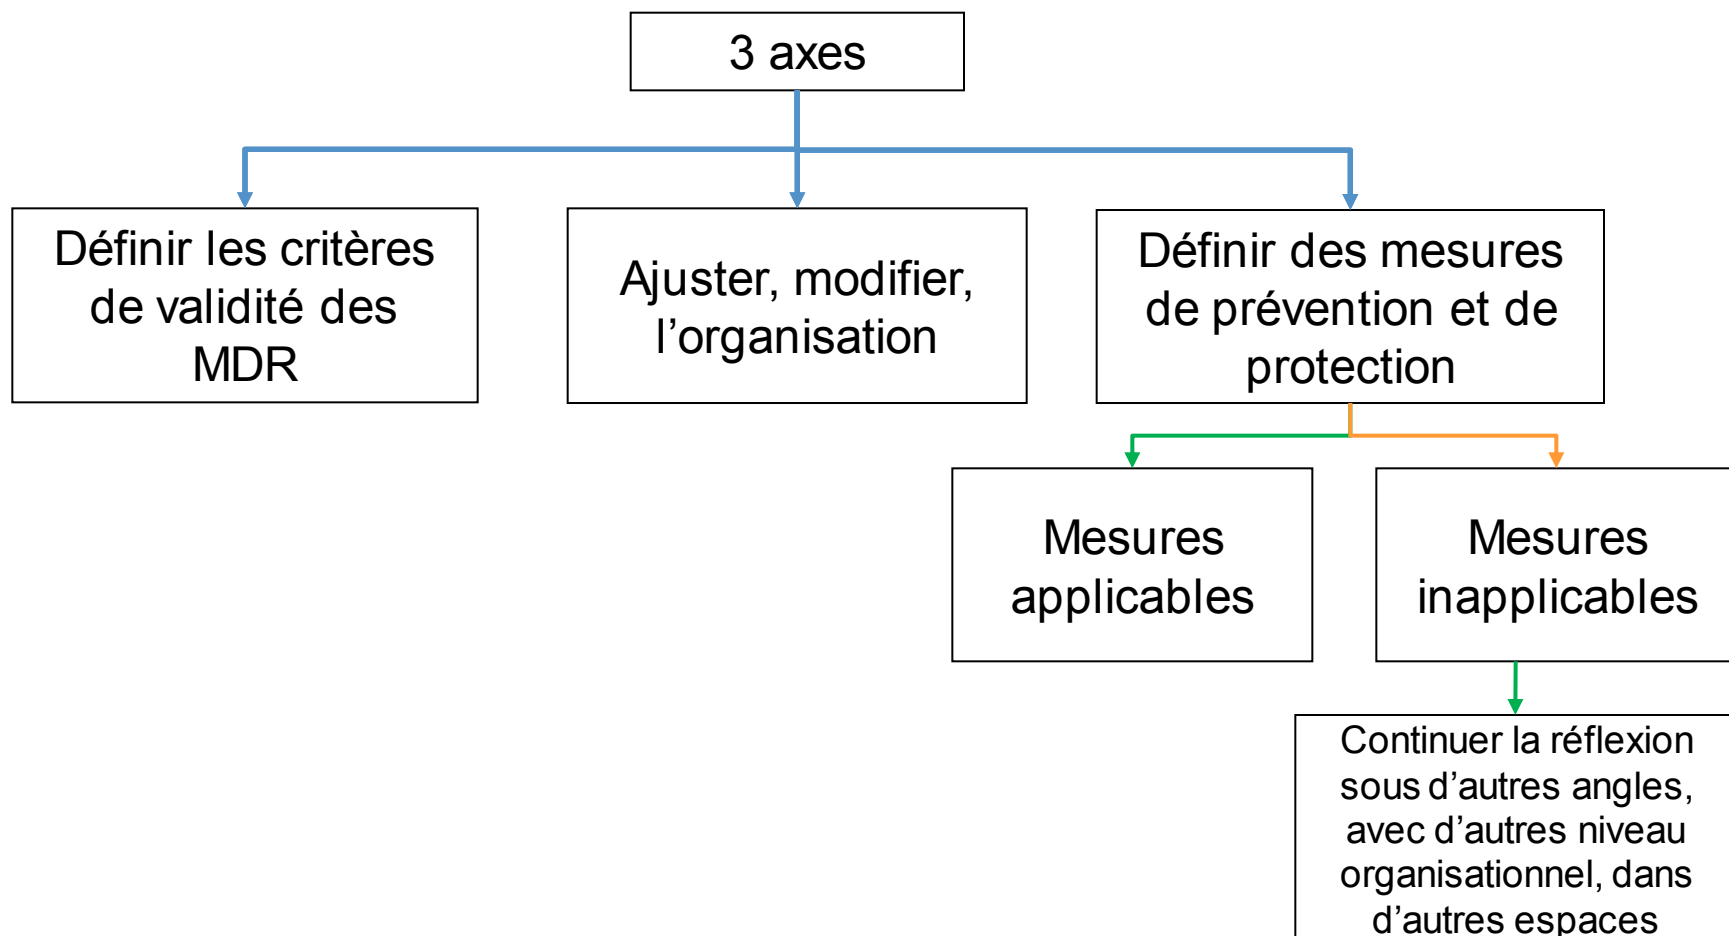 3 axes
Définir les critères
de validité des
MDR
Ajuster, modifier,
l’organisation
Définir des mesures
de prévention et de
protection
Mesures
applicables
Mesures
inapplicables
Continuer la réflexion
sous d’autres angles,
avec d’autres niveau
organisationnel, dans
d’autres espaces